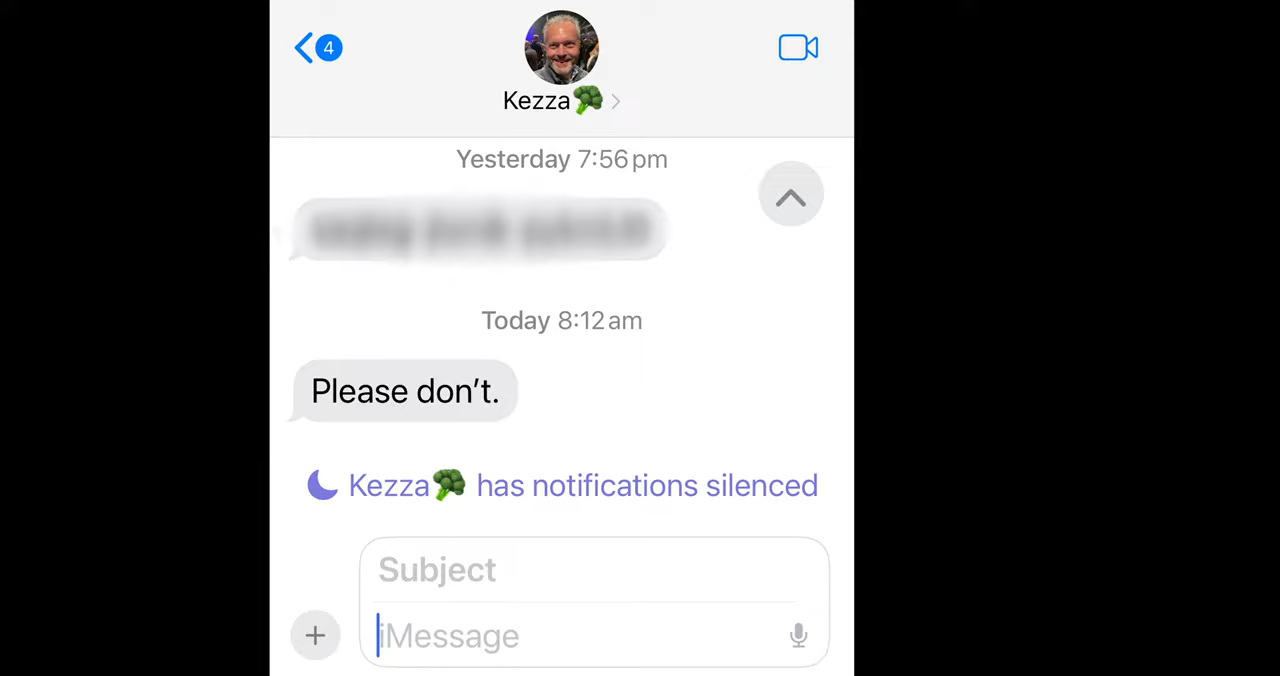 4
Kezza🥦
Yesterday 7:56 pm
Today 8:12 am
Please don’t.
Kezza🥦 has notifications silenced
Subject
iMessage